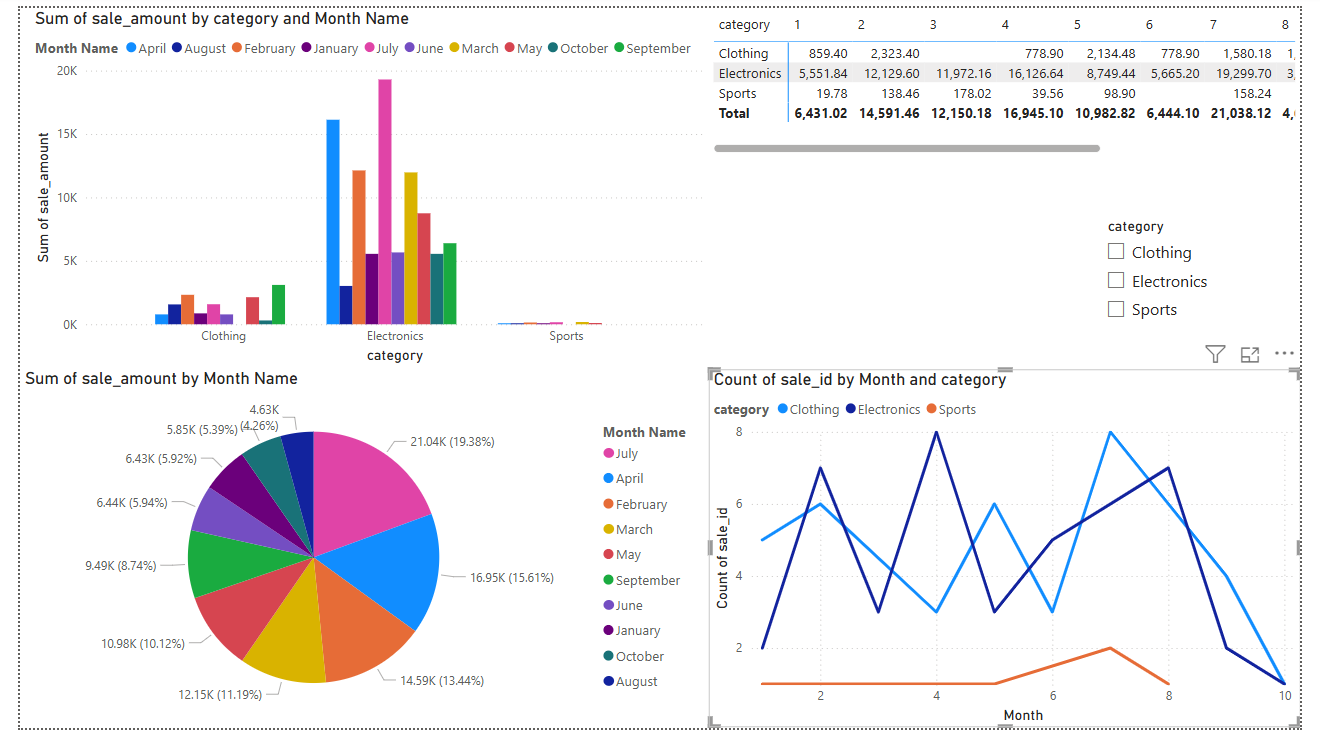 Sum of sale_amount by category and Month Name
Month Name April August February January July June March May October September
20K
15K
10K
5K
0K
Sum of sale_amount
Clothing Electronics Sports
category
category 1 2 3 4 5 6 7 8
Clothing 859.40 2,323.40 778.90 2,134.48 778.90 1,580.18 1,
Electronics 5,551.84 12,129.60 11,972.16 16,126.64 8,749.44 5,665.20 19,299.70 3,
Sports 19.78 138.46 178.02 39.56 98.90 158.24
Total 6,431.02 14,591.46 12,150.18 16,945.10 10,982.82 6,444.10 21,038.12 4,
category
Clothing
Electronics
Sports
Sum of sale_amount by Month Name
4.63K
(4.26%)
5.85K (5.39%)
6.43K (5.92%)
6.44K (5.94%)
9.49K (8.74%)
10.98K (10.12%)
12.15K (11.19%)
14.59K (13.44%)
16.95K (15.61%)
21.04K (19.38%)
Month Name
July
April
February
March
May
September
June
January
October
August
Count of sale_id by Month and category
category Clothing Electronics Sports
8
6
4
2
Count of sale_id
2 4 6 8 10
Month